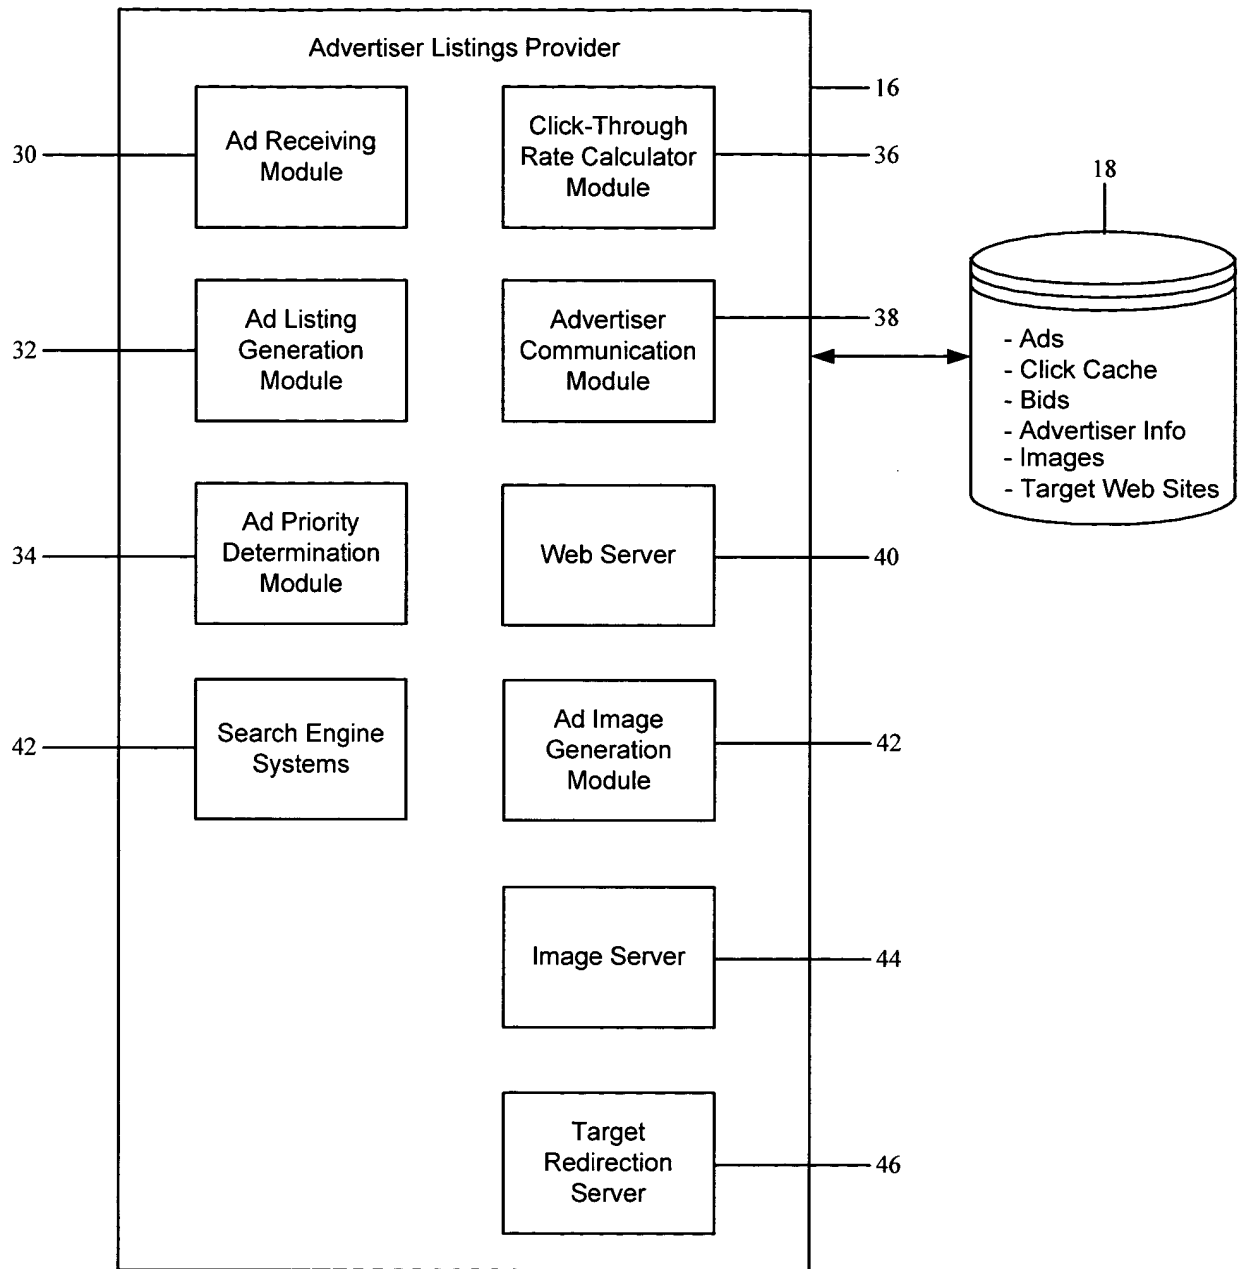 Advertiser Listings Provider
16
30
Ad Receiving
Module
Click-Through
Rate Calculator
Module
36
18
32
Ad Listing
Generation
Module
Advertiser
Communication
Module
38
- Ads
- Click Cache
- Bids
- Advertiser Info
- Images
- Target Web Sites
34
Ad Priority
Determination
Module
Web Server
40
42
Search Engine
Systems
Ad Image
Generation
Module
42
Image Server
44
Target
Redirection
Server
46